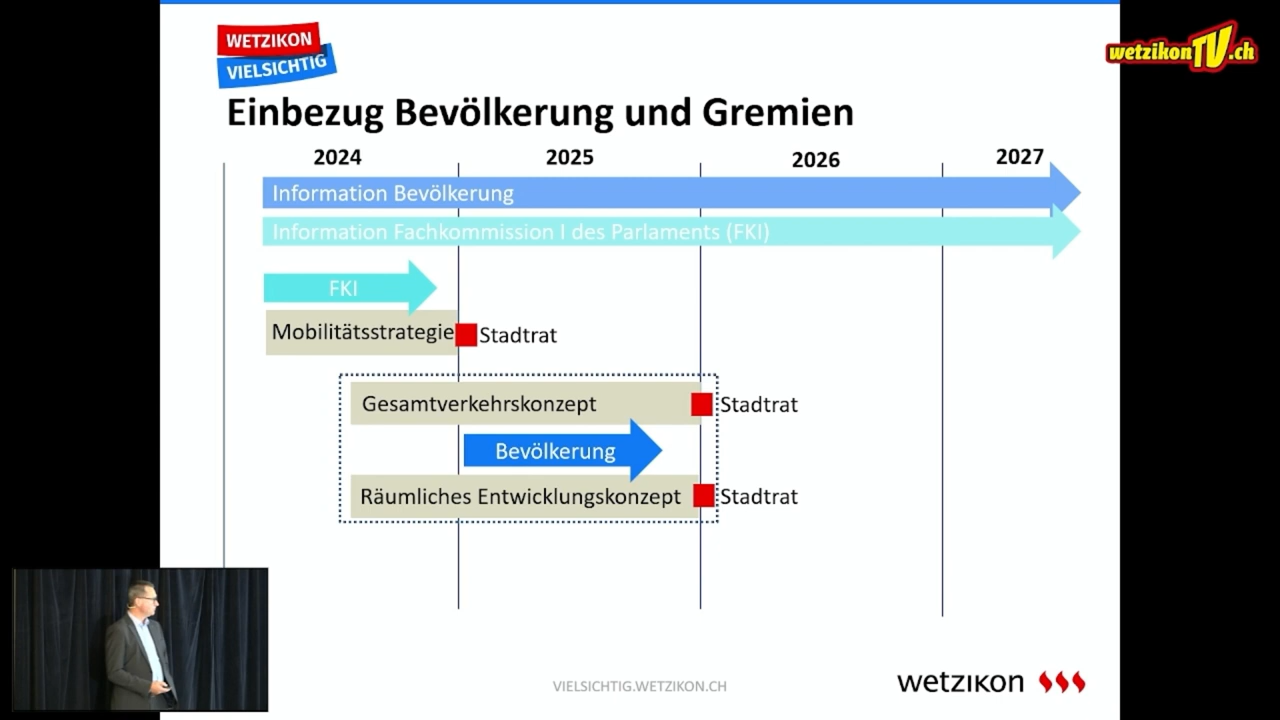 WETZIKON
VIELSICHTIG
wetzikonTV.ch
Einbezug Bevölkerung und Gremien
2024 2025 2026 2027
Information Bevölkerung
Information Fachkommission I des Parlaments (FKI)
FKI
Mobilitätsstrategie Stadtrat
Gesamtverkehrskonzept Stadtrat
Bevölkerung
Räumliches Entwicklungskonzept Stadtrat
VIELSICHTIG.WETZIKON.CH
wetzikon